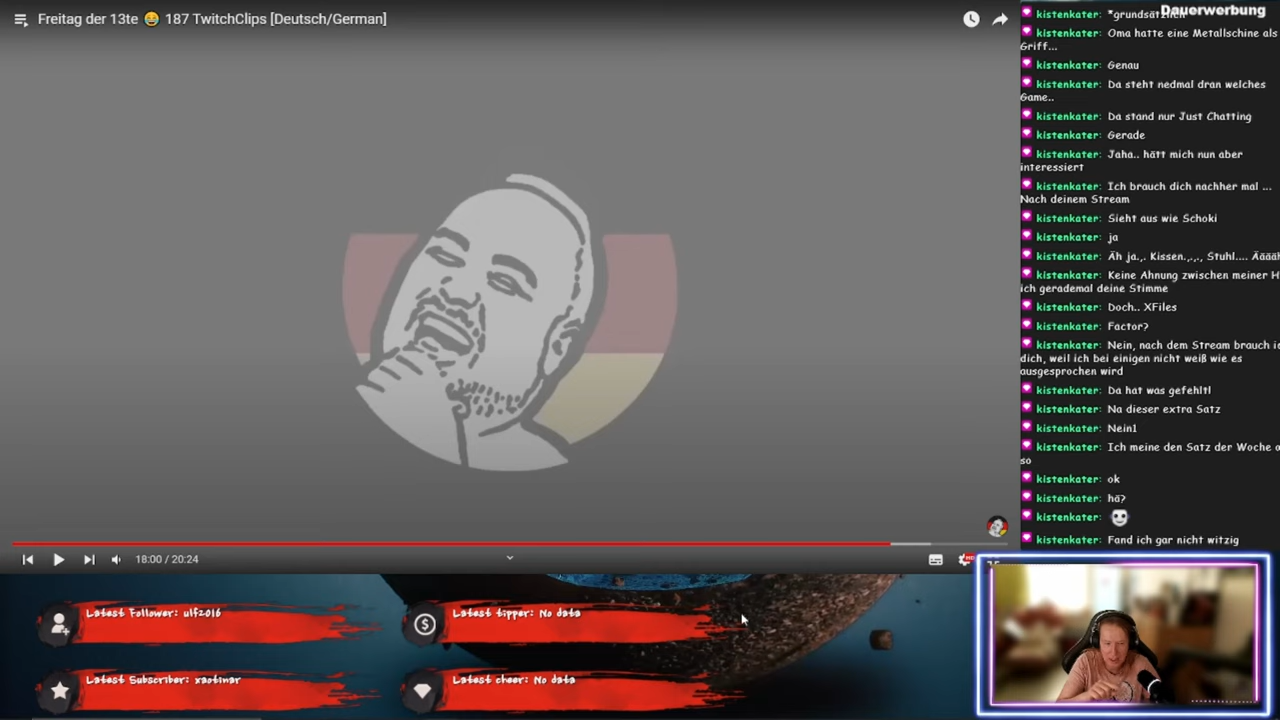 Freitag der 13te 😂 187 TwitchClips [Deutsch/German]
18:00 / 20:24
Dauerwerbung
kistenkater: *grundsätzlich
kistenkater: Oma hatte eine Metallschine als
Griff...
kistenkater: Genau
kistenkater: Da steht nedmal dran welches
Game..
kistenkater: Da stand nur Just Chatting
kistenkater: Gerade
kistenkater: Jaha.. hätt mich nun aber
interessiert
kistenkater: Ich brauch dich nachher mal ...
Nach deinem Stream
kistenkater: Sieht aus wie Schoki
kistenkater: ja
kistenkater: Äh ja.,. Kissen.,.,., Stuhl....
kistenkater: Keine Ahnung zwischen meiner
ich gerademal deine Stimme
kistenkater: Doch.. XFiles
kistenkater: Factor?
kistenkater: Nein, nach dem Stream brauch
dich, weil ich bei einigen nicht weiß wie es
ausgesprochen wird
kistenkater: Da hat was gefehlt!
kistenkater: Na dieser extra Satz
kistenkater: Nein1
kistenkater: Ich meine den Satz der Woche
so
kistenkater: ok
kistenkater: hä?
kistenkater:
kistenkater: Fand ich gar nicht witzig
Latest Follower: ulfz016
Latest tipper: No data
Latest Subscriber: xaotinar
Latest cheer: No data